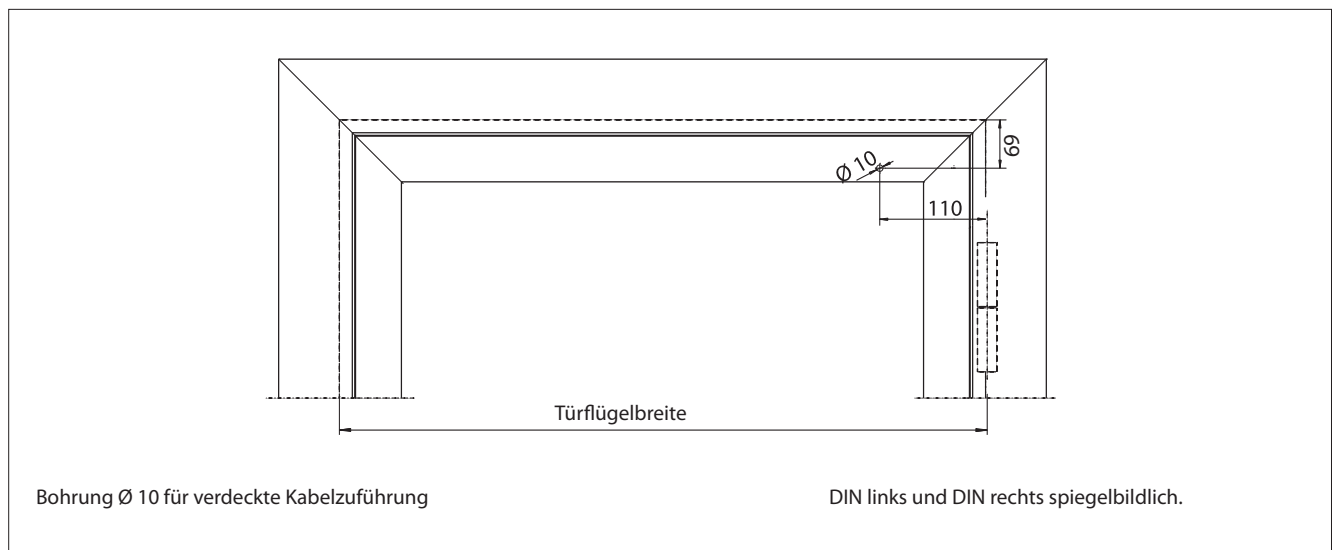 69
Ø 10
110
Türflügelbreite
Bohrung Ø 10 für verdeckte Kabelzuführung
DIN links und DIN rechts spiegelbildlich.